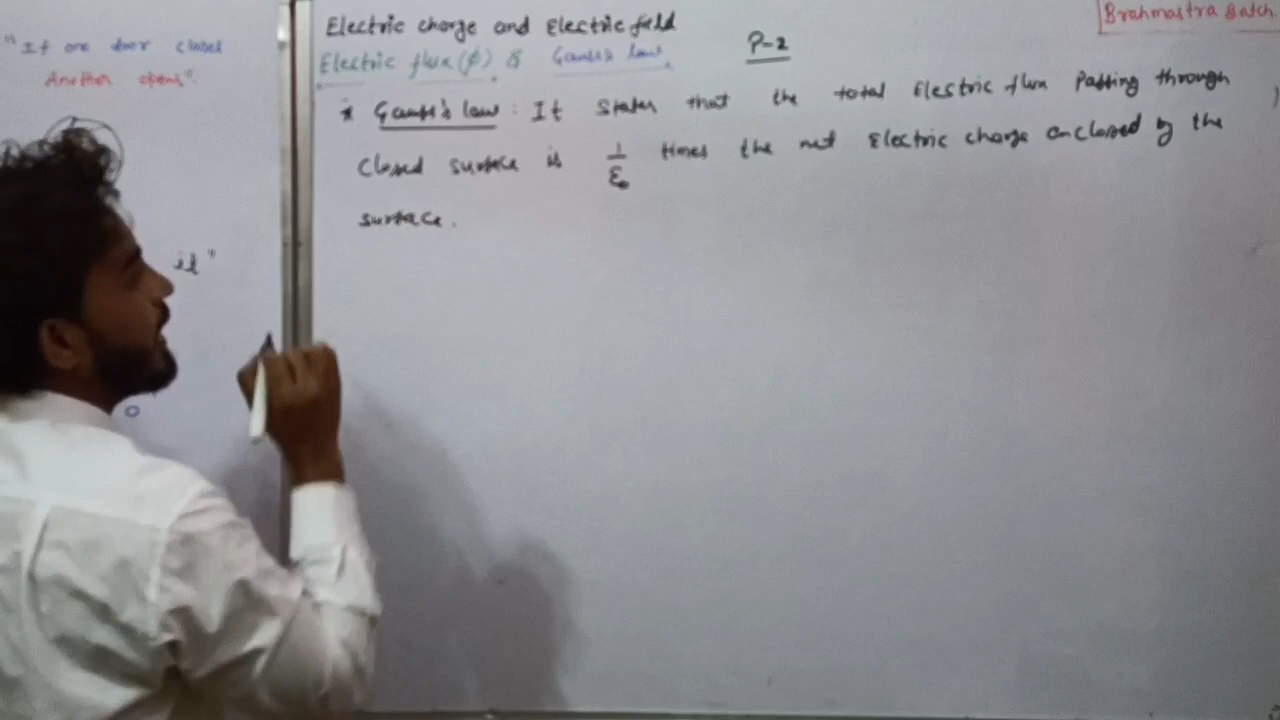 "If one door closed
Another opens".
it"
Electric charge and Electric field
Electric flux (φ) & Gauss's law.
P-2
Brahmastra Batch
* Gauss's law : It states that the total Electric flux Passing through
closed surface is 1/ε₀ times the net Electric charge enclosed by the
surface.